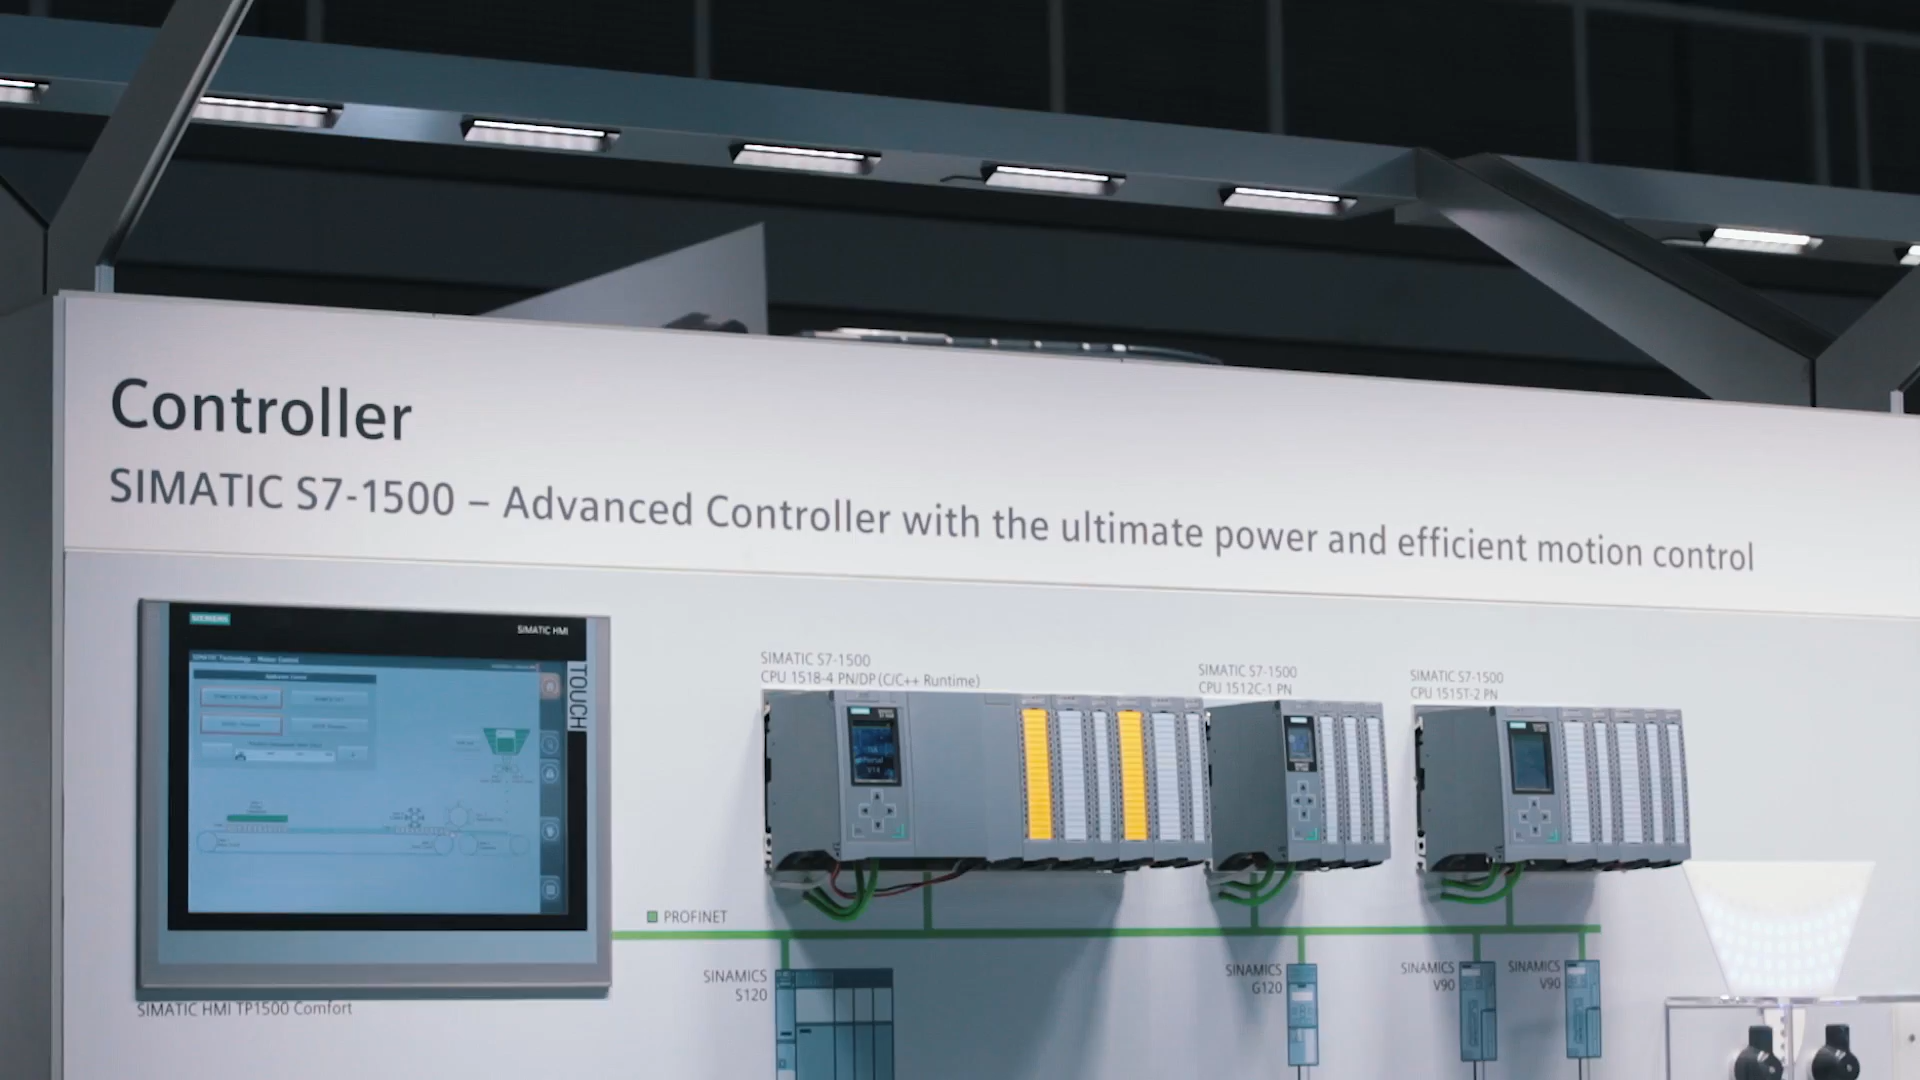 Controller
SIMATIC S7-1500 – Advanced Controller with the ultimate power and efficient motion control
SIEMENS
SIMATIC HMI
TOUCH
SIMATIC HMI TP1500 Comfort
SIMATIC S7-1500
CPU 1518-4 PN/DP (C/C++ Runtime)
SIMATIC S7-1500
CPU 1512C-1 PN
SIMATIC S7-1500
CPU 1515T-2 PN
PROFINET
SINAMICS
S120
SINAMICS
G120
SINAMICS
V90
SINAMICS
V90